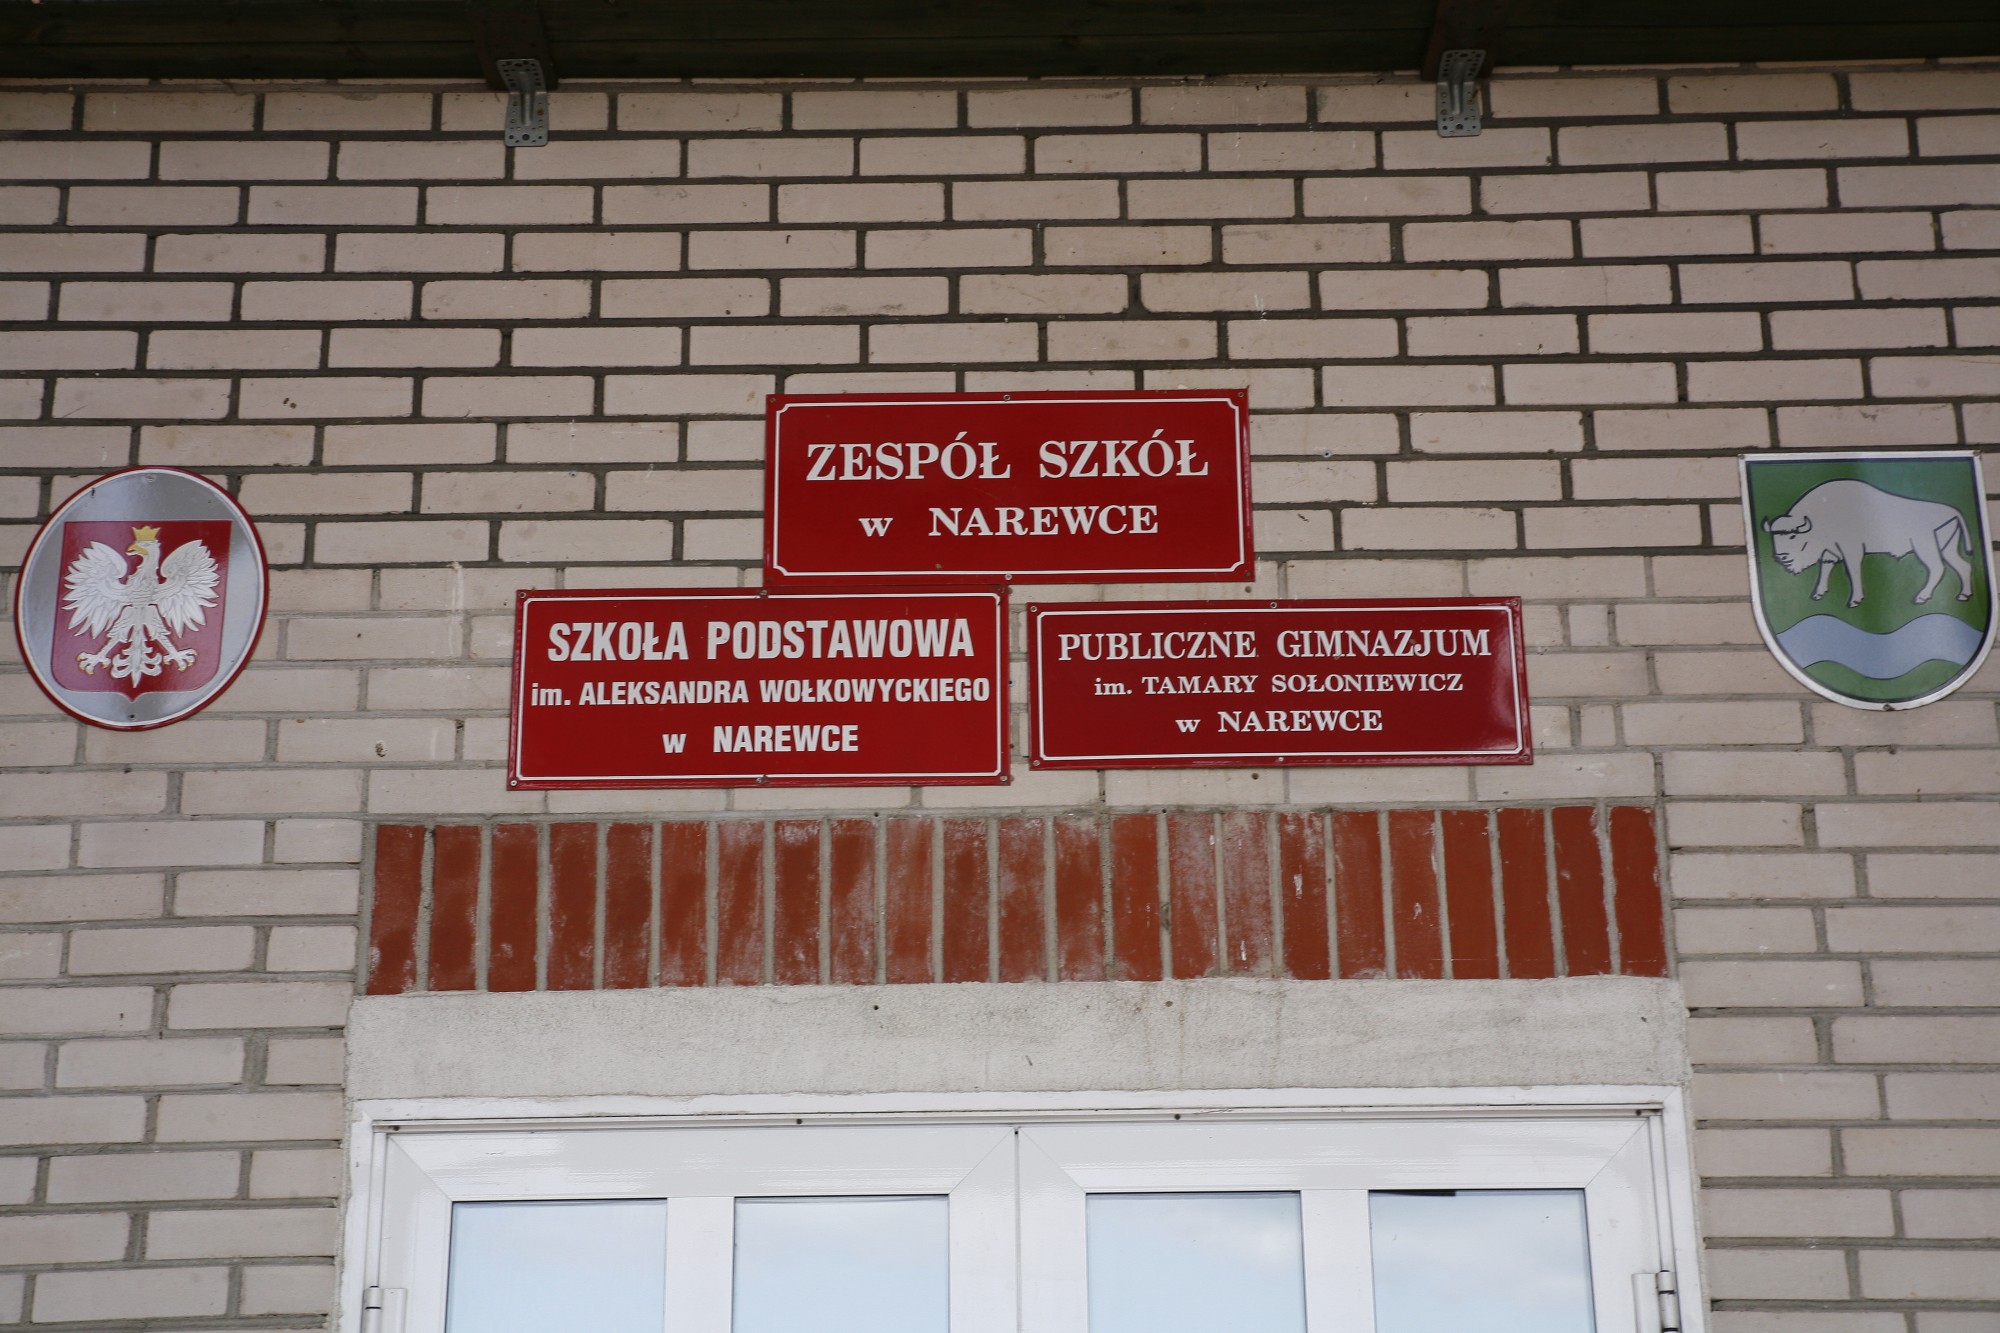 ZESPÓŁ SZKÓŁ
w NAREWCE
SZKOŁA PODSTAWOWA
im. ALEKSANDRA WOŁKOWYCKIEGO
w NAREWCE
PUBLICZNE GIMNAZJUM
im. TAMARY SOŁONIEWICZ
w NAREWCE